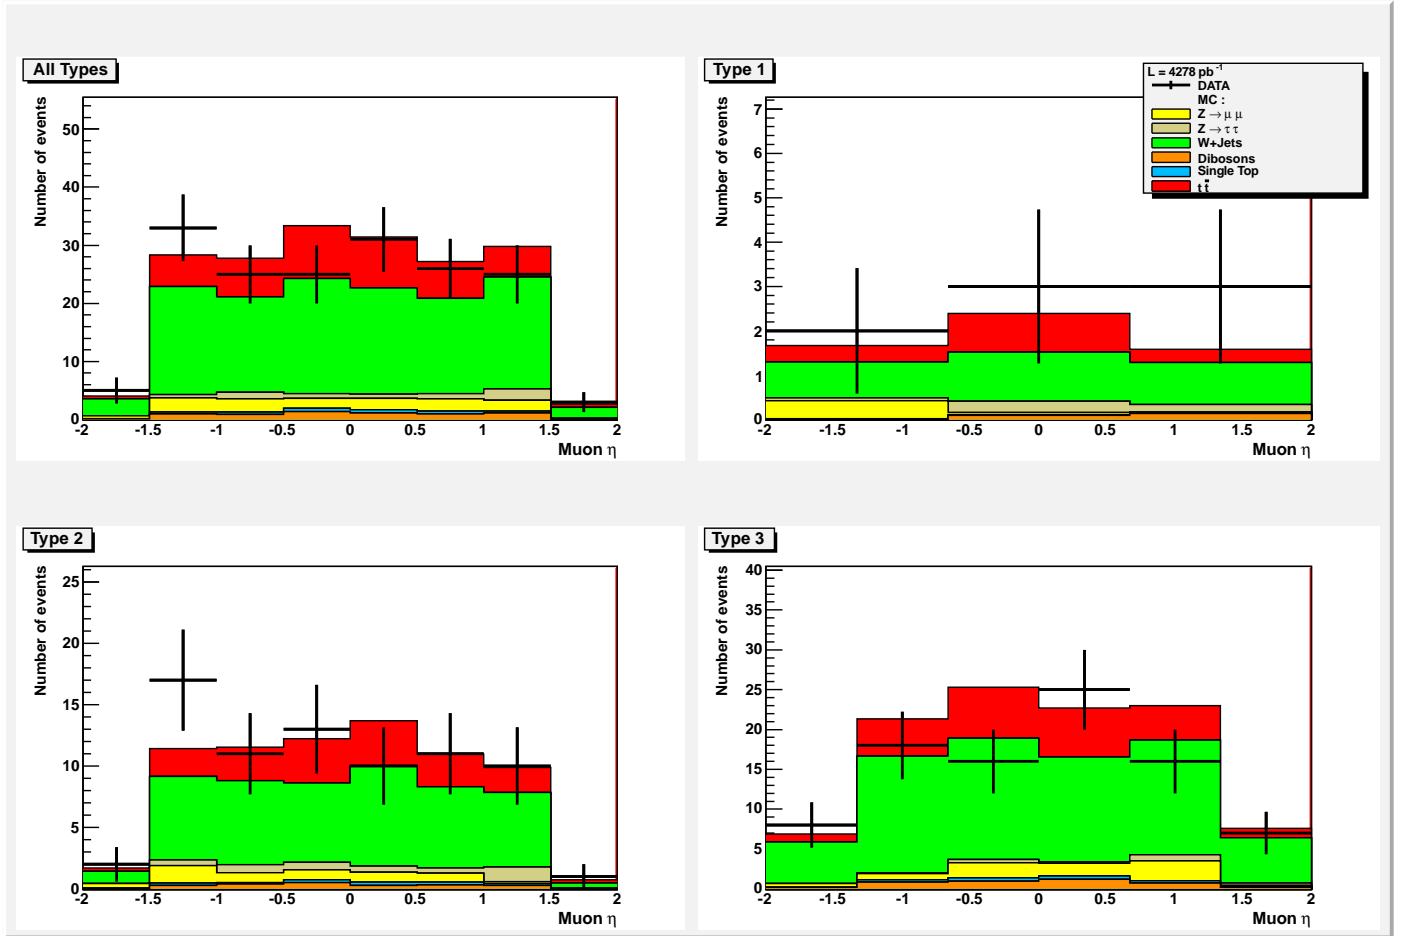 All Types
Number of events
50
40
30
20
10
0
-2 -1.5 -1 -0.5 0 0.5 1 1.5 2
Muon η
Type 1
Number of events
7
6
5
4
3
2
1
0
-2 -1.5 -1 -0.5 0 0.5 1 1.5 2
Muon η
L = 4278 pb⁻¹
DATA
MC :
Z → μ μ
Z → τ τ
W+Jets
Dibosons
Single Top
t t̄
Type 2
Number of events
25
20
15
10
5
0
-2 -1.5 -1 -0.5 0 0.5 1 1.5 2
Muon η
Type 3
Number of events
40
35
30
25
20
15
10
5
0
-2 -1.5 -1 -0.5 0 0.5 1 1.5 2
Muon η